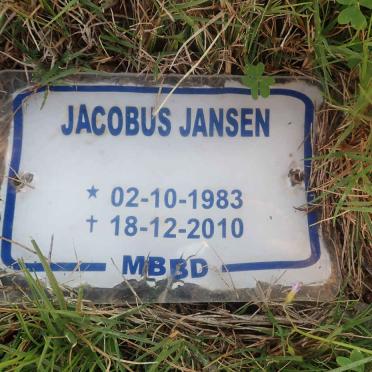 JACOBUS JANSEN
* 02-10-1983
† 18-12-2010
MBBD